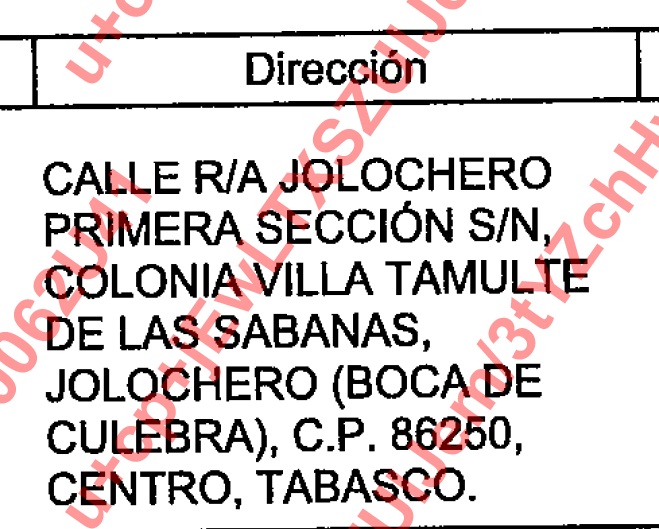 Dirección
CALLE R/A JOLOCHERO
PRIMERA SECCIÓN S/N,
COLONIA VILLA TAMULTE
DE LAS SABANAS,
JOLOCHERO (BOCA DE
CULEBRA), C.P. 86250,
CENTRO, TABASCO.